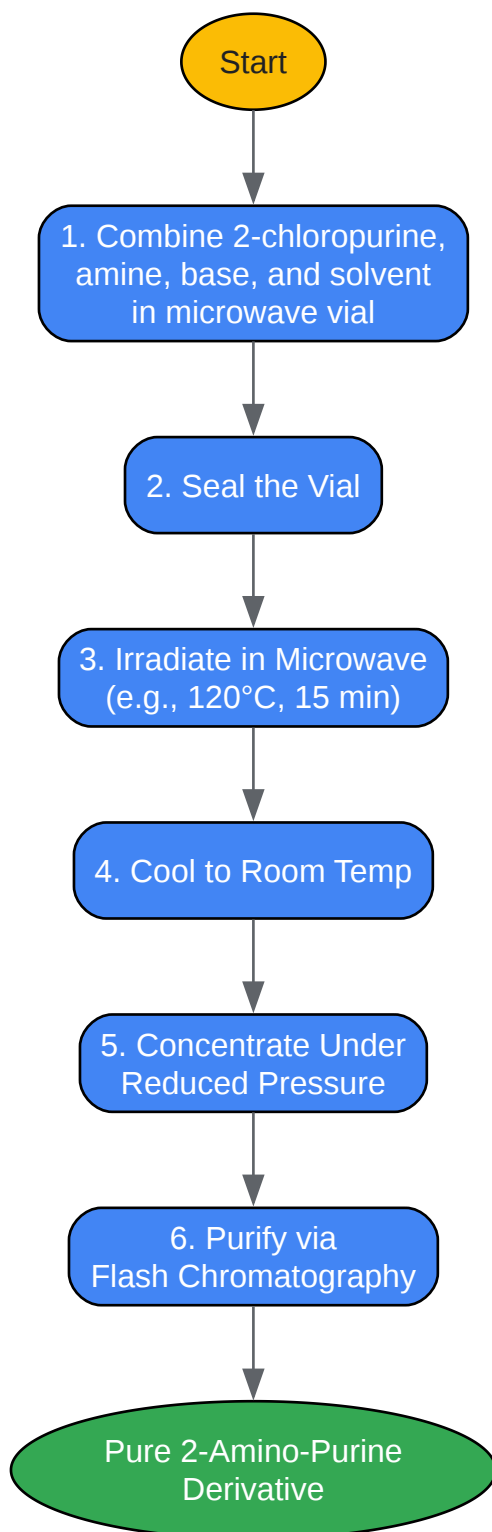 Start
1. Combine 2-chloropurine,
amine, base, and solvent
in microwave vial
2. Seal the Vial
3. Irradiate in Microwave
(e.g., 120°C, 15 min)
4. Cool to Room Temp
5. Concentrate Under
Reduced Pressure
6. Purify via
Flash Chromatography
Pure 2-Amino-Purine
Derivative